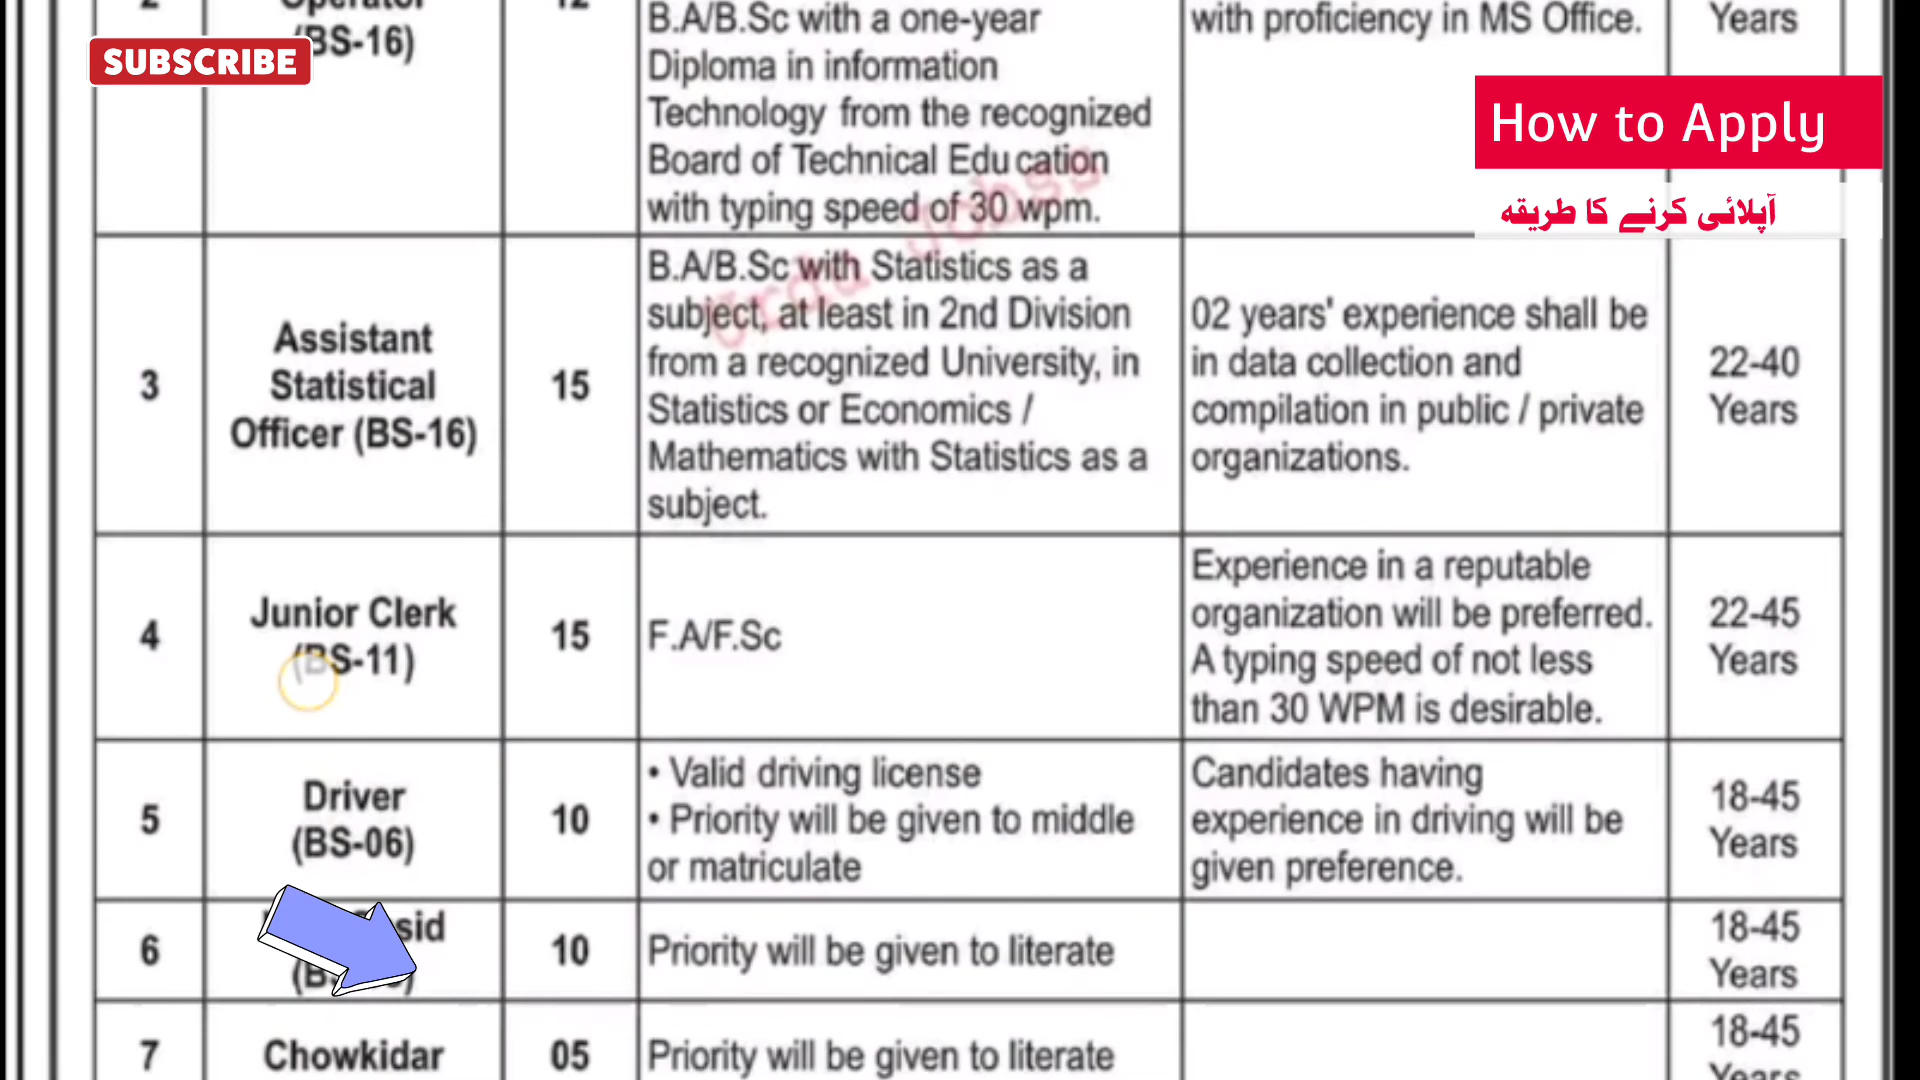 SUBSCRIBE
How to Apply
آپلائی کرنے کا طریقہ
2
Operator
(BS-16)
12
B.A/B.Sc with a one-year
Diploma in information
Technology from the recognized
Board of Technical Education
with typing speed of 30 wpm.
with proficiency in MS Office.
Years
3
Assistant
Statistical
Officer (BS-16)
15
B.A/B.Sc with Statistics as a
subject, at least in 2nd Division
from a recognized University, in
Statistics or Economics /
Mathematics with Statistics as a
subject.
02 years' experience shall be
in data collection and
compilation in public / private
organizations.
22-40
Years
Urdu Jobss
4
Junior Clerk
(BS-11)
15
F.A/F.Sc
Experience in a reputable
organization will be preferred.
A typing speed of not less
than 30 WPM is desirable.
22-45
Years
5
Driver
(BS-06)
10
• Valid driving license
• Priority will be given to middle
or matriculate
Candidates having
experience in driving will be
given preference.
18-45
Years
6
10
Priority will be given to literate
18-45
Years
7
Chowkidar
05
Priority will be given to literate
18-45
Years